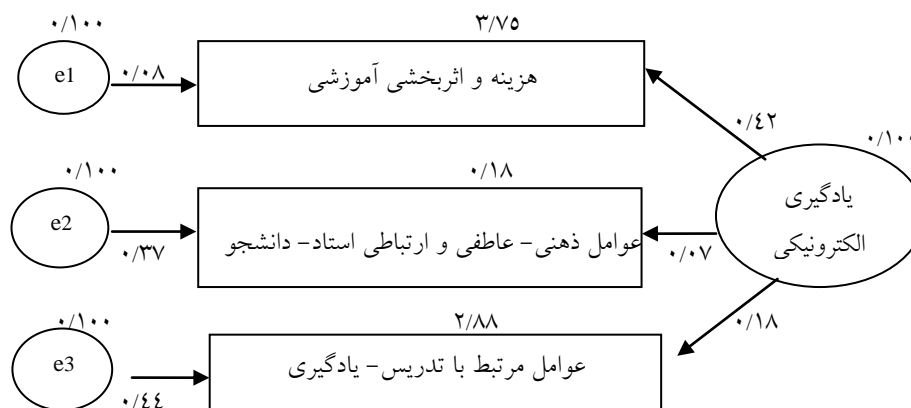 ۰/۱۰۰
۳/۷۵
e1
۰/۰۸
هزینه و اثربخشی آموزشی
۰/٤۲
۰/۱۰۰
۰/۱۰۰
۰/۱۸
یادگیری
الکترونیکی
e2
۰/۳۷
عوامل ذهنی- عاطفی و ارتباطی استاد- دانشجو
۰/۰۷
۰/۱۰۰
۲/۸۸
۰/۱۸
e3
۰/٤٤
عوامل مرتبط با تدریس- یادگیری